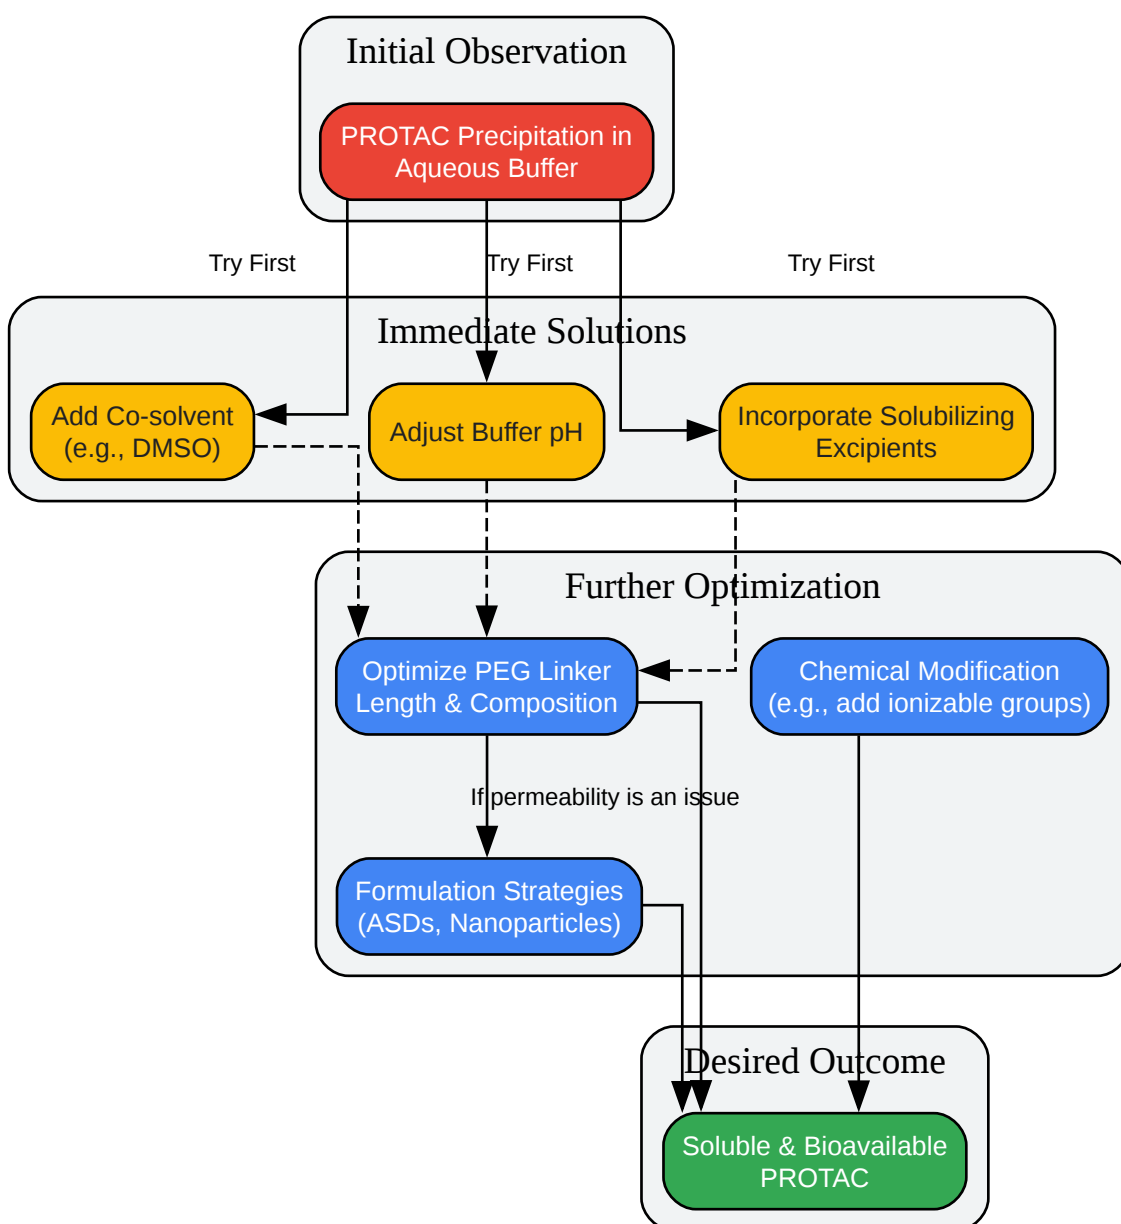 Initial Observation
PROTAC Precipitation in
Aqueous Buffer
Try First
Try First
Try First
Immediate Solutions
Add Co-solvent
(e.g., DMSO)
Adjust Buffer pH
Incorporate Solubilizing
Excipients
Further Optimization
Optimize PEG Linker
Length & Composition
Chemical Modification
(e.g., add ionizable groups)
If permeability is an issue
Formulation Strategies
(ASDs, Nanoparticles)
Desired Outcome
Soluble & Bioavailable
PROTAC